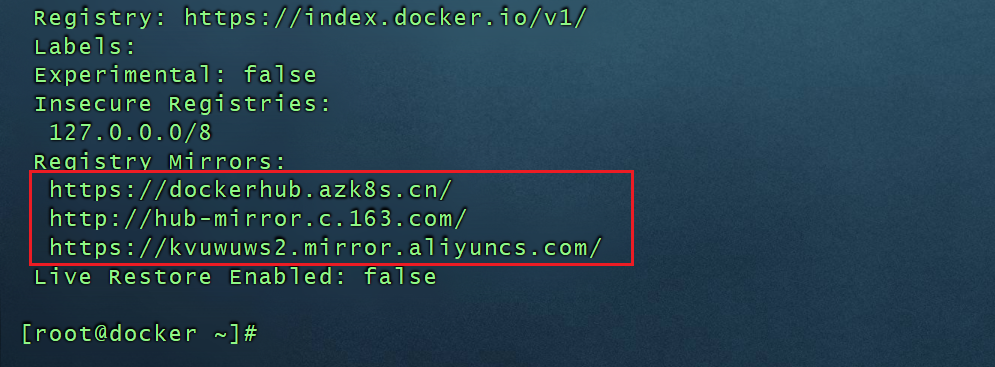 Registry: https://index.docker.io/v1/
Labels:
Experimental: false
Insecure Registries:
127.0.0.0/8
Registry Mirrors:
https://dockerhub.azk8s.cn/
http://hub-mirror.c.163.com/
https://kvuwuws2.mirror.aliyuncs.com/
Live Restore Enabled: false
[root@docker ~]#